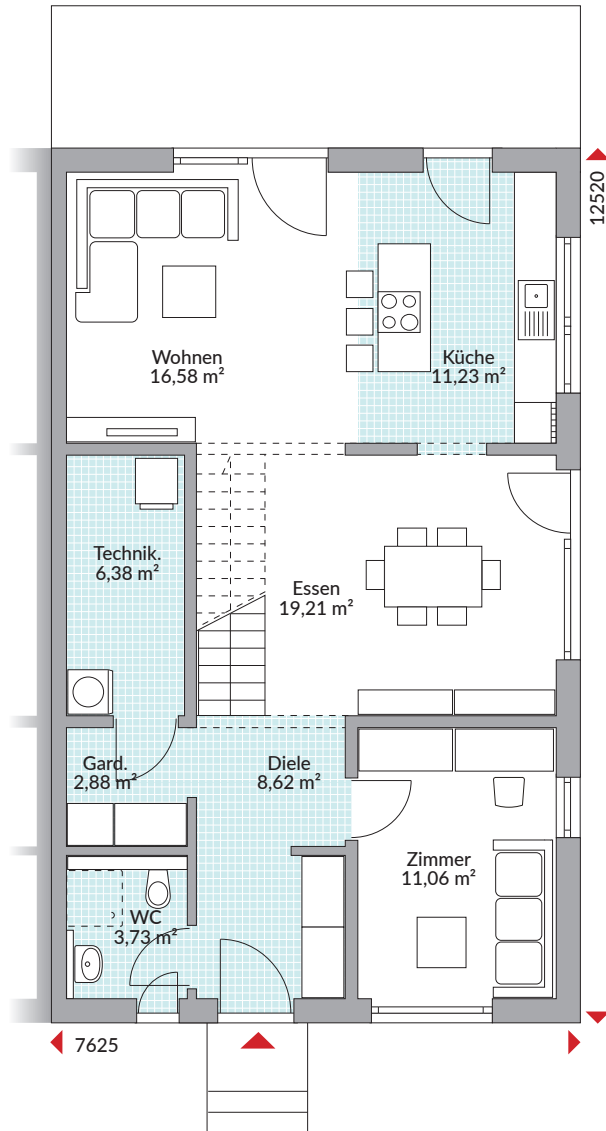 12520
Wohnen
16,58 m²
Küche
11,23 m²
Technik.
6,38 m²
Essen
19,21 m²
Gard.
2,88 m²
Diele
8,62 m²
Zimmer
11,06 m²
WC
3,73 m²
7625